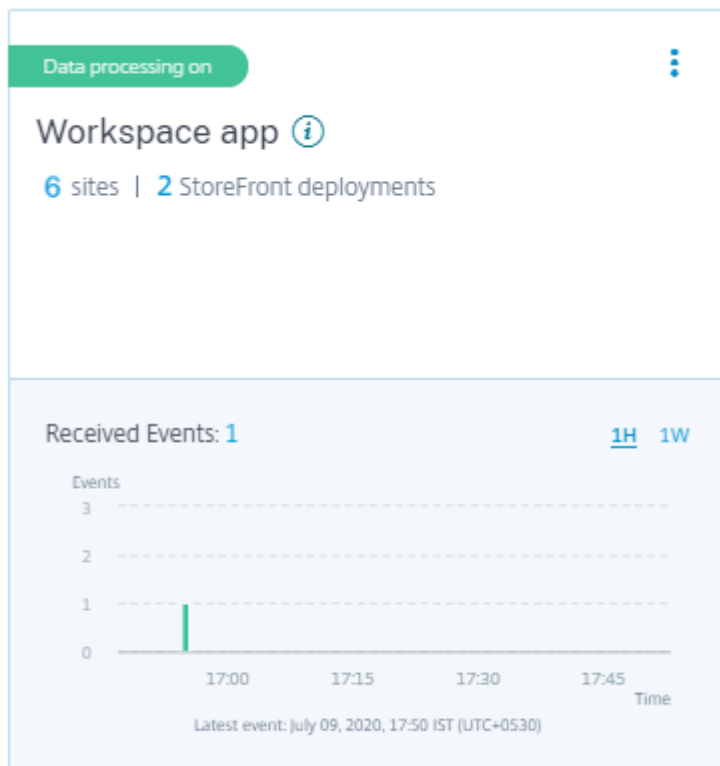 Data processing on
Workspace app i
6 sites | 2 StoreFront deployments
Received Events: 1
1H 1W
Events
3
2
1
0
17:00 17:15 17:30 17:45
Time
Latest event: July 09, 2020, 17:50 IST (UTC+0530)